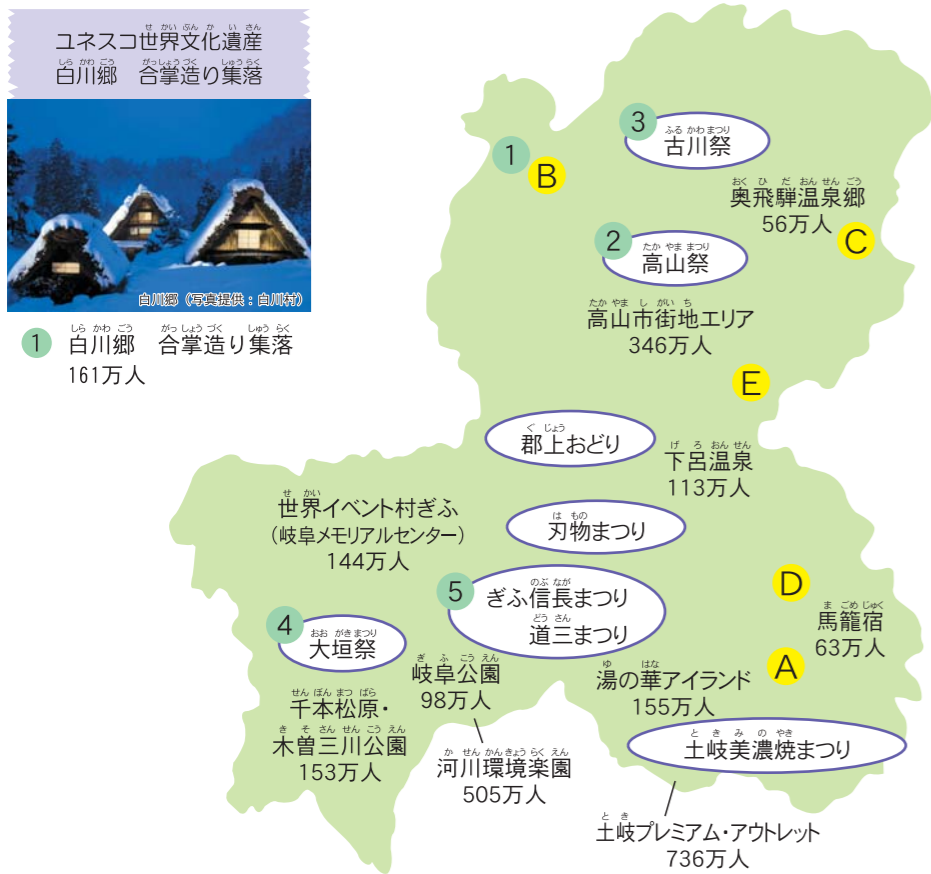 ユネスコ世界文化遺産
白川郷 合掌造り集落
白川郷(写真提供:白川村)
1 白川郷 合掌造り集落
161万人
1
B
3 古川祭
奥飛騨温泉郷
56万人
C
2 高山祭
高山市街地エリア
346万人
E
郡上おどり
下呂温泉
113万人
世界イベント村ぎふ
(岐阜メモリアルセンター)
144万人
刃物まつり
5 ぎふ信長まつり
道三まつり
D
馬籠宿
63万人
4 大垣祭
岐阜公園
98万人
A
湯の華アイランド
155万人
千本松原・
木曽三川公園
153万人
土岐美濃焼まつり
河川環境楽園
505万人
土岐プレミアム・アウトレット
736万人